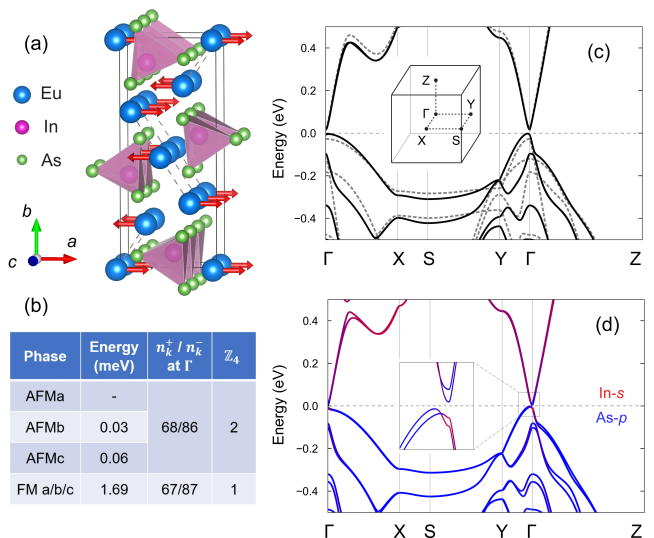 (a)
Eu
In
As
b
a
c
(b)
Phase Energy (meV) n_k^+ / n_k^- at Γ ℤ_4
AFMa - 68/86 2
AFMb 0.03
AFMc 0.06
FM a/b/c 1.69 67/87 1
(c)
Energy (eV)
0.4
0.2
0.0
−0.2
−0.4
Z
Γ
Y
X
S
Γ X S Y Γ Z
(d)
Energy (eV)
0.4
0.2
0.0
−0.2
−0.4
In-s
As-p
Γ X S Y Γ Z